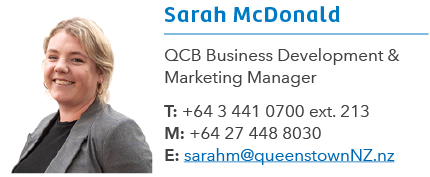 Sarah McDonald
QCB Business Development &
Marketing Manager
T: +64 3 441 0700 ext. 213
M: +64 27 448 8030
E: sarahm@queenstownNZ.nz